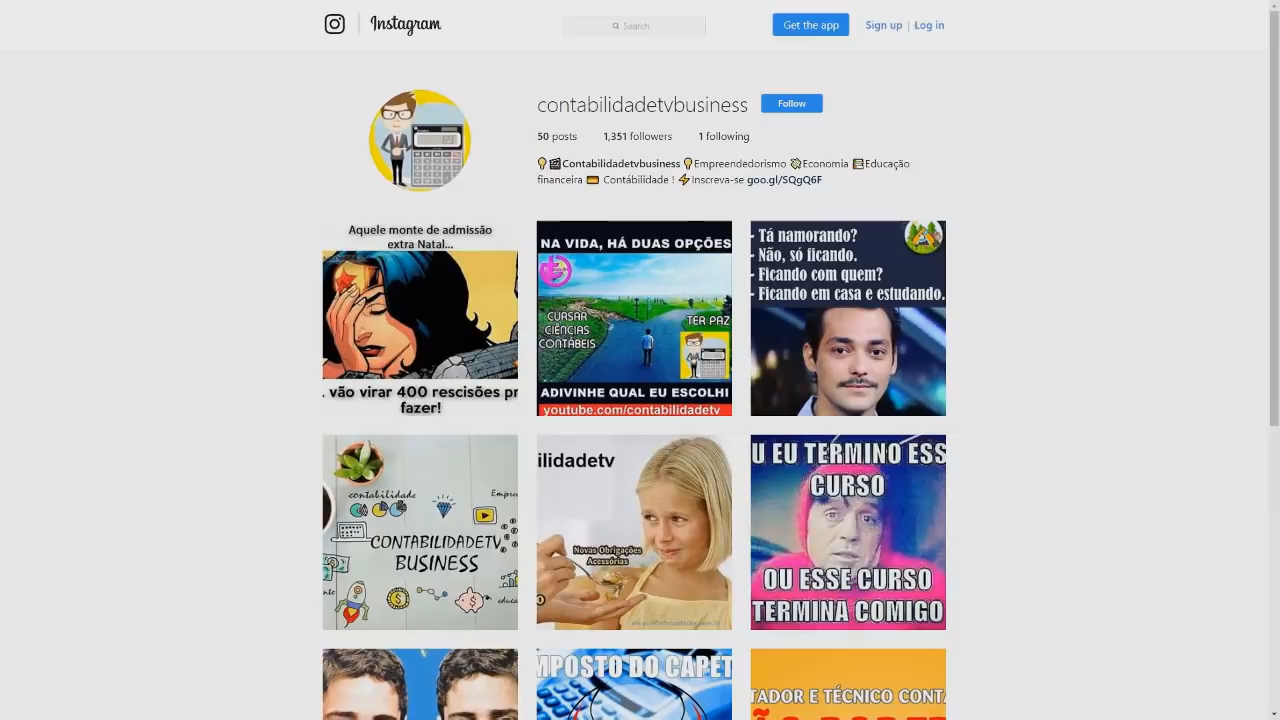 Instagram
Search
Get the app
Sign up | Log in
contabilidadetvbusiness
Follow
50 posts 1,351 followers 1 following
Contabilidadetvbusiness Empreendedorismo Economia Educação
financeira Contábilidade ! Inscreva-se goo.gl/SQgQ6F
Aquele monte de admissão
extra Natal...
. vão virar 400 rescisões pr
fazer!
NA VIDA, HÁ DUAS OPÇÕES
CURSAR
CIÊNCIAS
CONTÁBEIS
TER PAZ
ADIVINHE QUAL EU ESCOLHI
youtube.com/contabilidadetv
- Tá namorando?
- Não, só ficando.
- Ficando com quem?
- Ficando em casa e estudando.
contabilidade
Empre
CONTABILIDADETV
BUSINESS
educa
ilidadetv
Novas Obrigações
Acessórias
U EU TERMINO ESS
CURSO
OU ESSE CURSO
TERMINA COMIGO
MPOSTO DO CAPET
TADOR E TÉCNICO CONTA